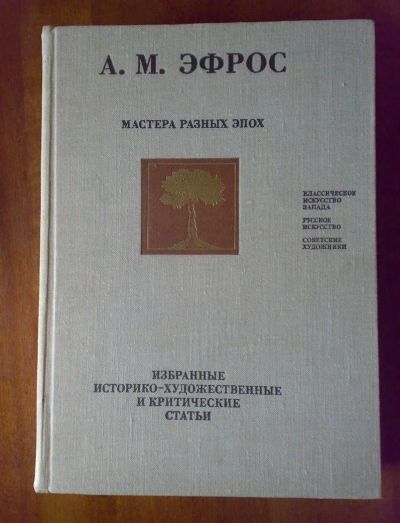 А. М. ЭФРОС
МАСТЕРА РАЗНЫХ ЭПОХ
КЛАССИЧЕСКОЕ
ИСКУССТВО
ЗАПАДА
РУССКОЕ
ИСКУССТВО
СОВЕТСКИЕ
ХУДОЖНИКИ
ИЗБРАННЫЕ
ИСТОРИКО-ХУДОЖЕСТВЕННЫЕ
И КРИТИЧЕСКИЕ
СТАТЬИ